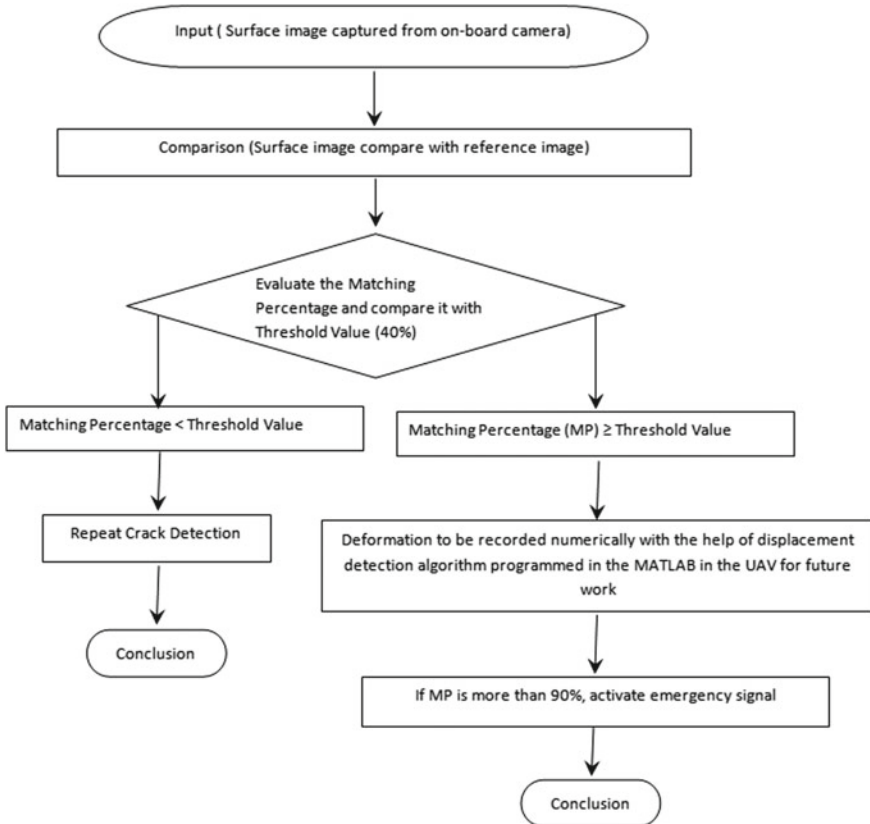 Input ( Surface image captured from on-board camera)
Comparison (Surface image compare with reference image)
Evaluate the Matching
Percentage and compare it with
Threshold Value (40%)
Matching Percentage < Threshold Value
Repeat Crack Detection
Conclusion
Matching Percentage (MP) ≥ Threshold Value
Deformation to be recorded numerically with the help of displacement
detection algorithm programmed in the MATLAB in the UAV for future
work
If MP is more than 90%, activate emergency signal
Conclusion